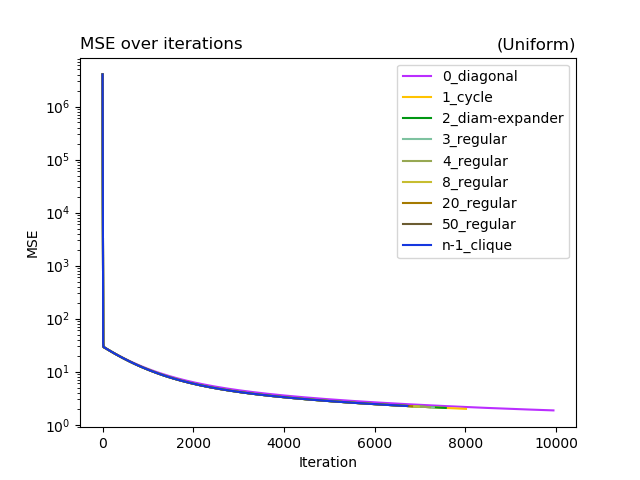 MSE over iterations (Uniform)
MSE
10^6
10^5
10^4
10^3
10^2
10^1
10^0
0_diagonal
1_cycle
2_diam-expander
3_regular
4_regular
8_regular
20_regular
50_regular
n-1_clique
0 2000 4000 6000 8000 10000
Iteration